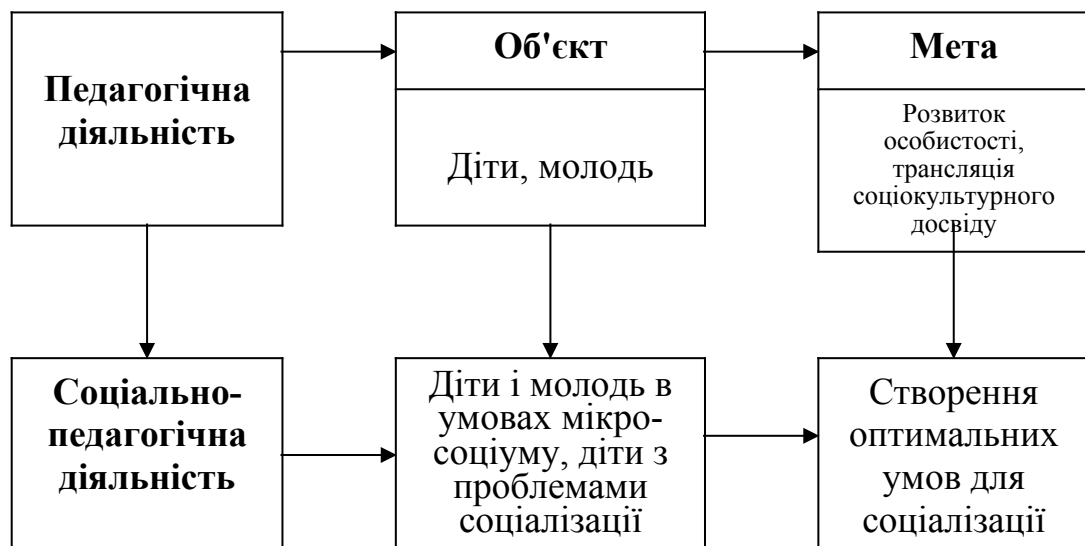 Педагогічна
діяльність
Об'єкт
Діти, молодь
Мета
Розвиток
особистості,
трансляція
соціокультурного
досвіду
Соціально-
педагогічна
діяльність
Діти і молодь в
умовах мікро-
соціуму, діти з
проблемами
соціалізації
Створення
оптимальних
умов для
соціалізації